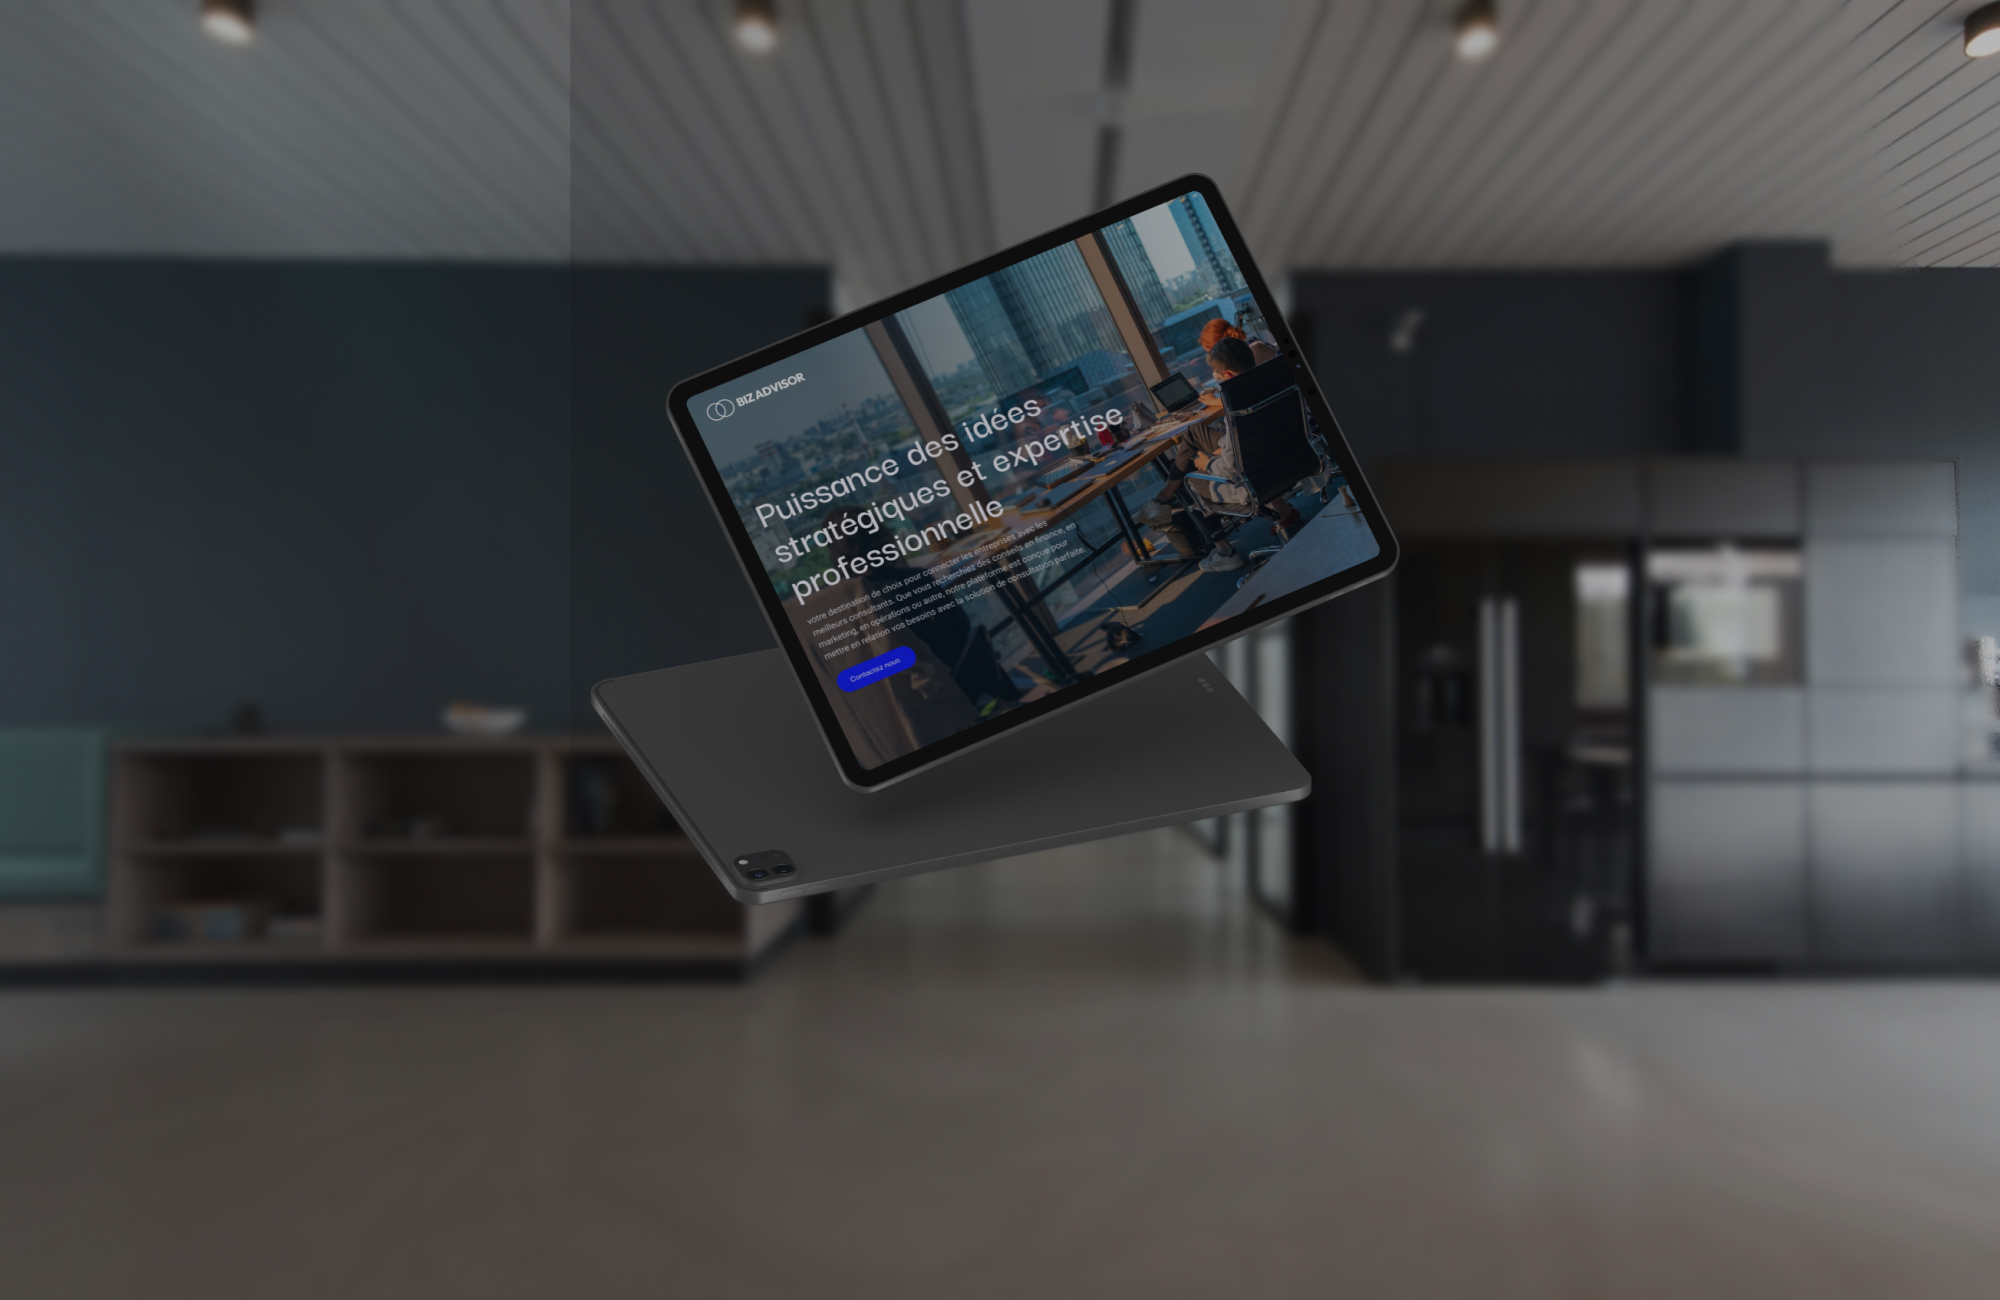 BIZ ADVISOR
Puissance des idées
stratégiques et expertise
professionnelle
votre destination de choix pour connecter les entreprises avec les
meilleurs consultants. Que vous recherchiez des conseils en finance, en
marketing, en opérations ou autre, notre plateforme est conçue pour
mettre en relation vos besoins avec la solution de consultation parfaite.
Contactez nous